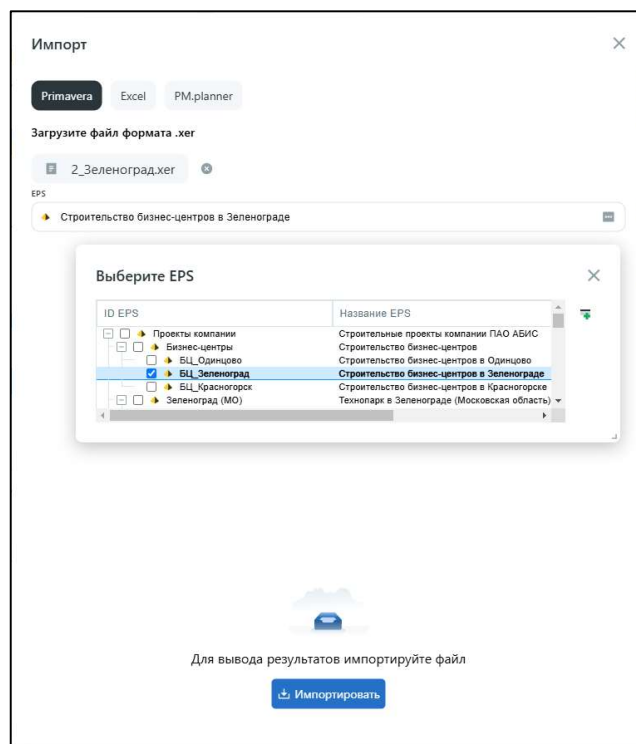 Импорт
Primavera Excel PM.planner
Загрузите файл формата .xer
2_Зеленоград.xer
EPS
Строительство бизнес-центров в Зеленограде
Выберите EPS
ID EPS Название EPS
Проекты компании Строительные проекты компании ПАО АБИС
Бизнес-центры Строительство бизнес-центров
БЦ_Одинцово Строительство бизнес-центров в Одинцово
БЦ_Зеленоград Строительство бизнес-центров в Зеленограде
БЦ_Красногорск Строительство бизнес-центров в Красногорске
Зеленоград (МО) Технопарк в Зеленограде (Московская область)
Для вывода результатов импортируйте файл
Импортировать